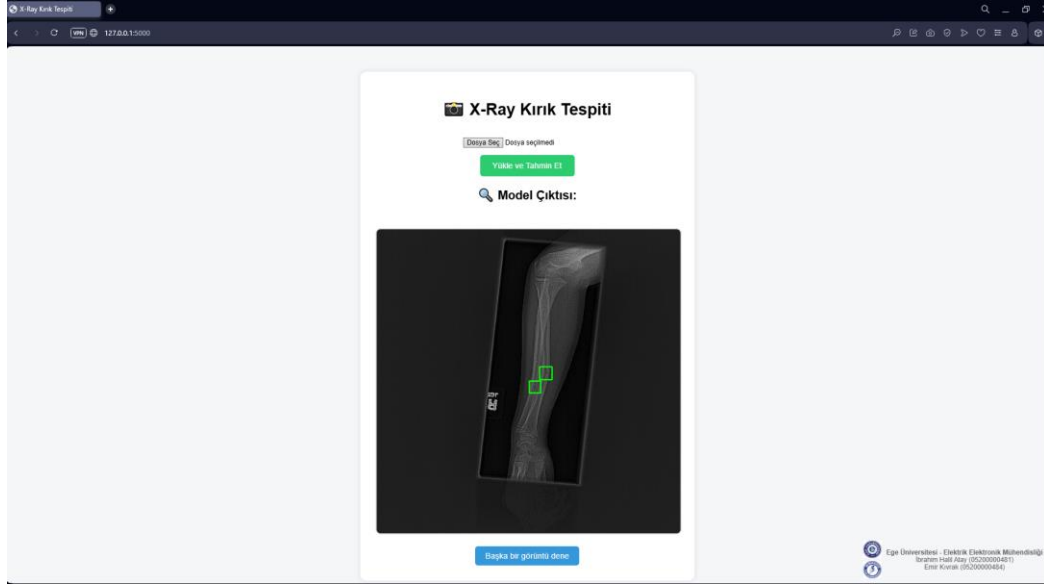 X-Ray Kırık Tespiti
VPN 127.0.0.1:5000
X-Ray Kırık Tespiti
Dosya Seç Dosya seçilmedi
Yükle ve Tahmin Et
Model Çıktısı:
R
Başka bir görüntü dene
Ege Üniversitesi - Elektrik Elektronik Mühendisliği
İbrahim Halil Atay (05200000481)
Emir Kıvrak (05200000484)